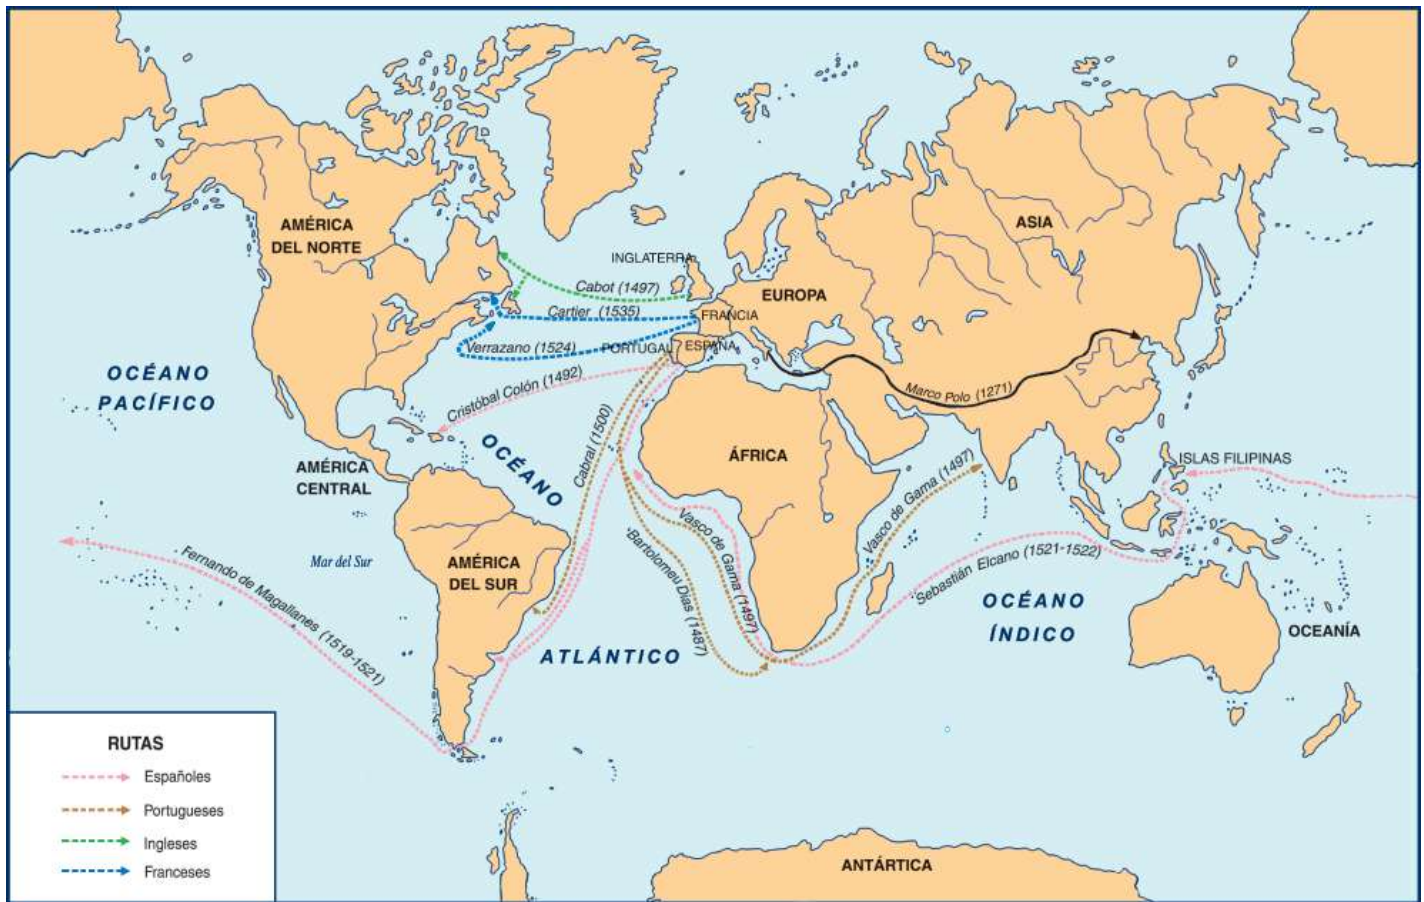 AMÉRICA
DEL NORTE
INGLATERRA
ASIA
Cabot (1497)
EUROPA
Cartier (1535)
FRANCIA
Verrazano (1524)
PORTUGAL
ESPAÑA
OCÉANO
PACÍFICO
Cristóbal Colón (1492)
Marco Polo (1271)
OCÉANO
Cabral (1500)
ÁFRICA
ISLAS FILIPINAS
AMÉRICA
CENTRAL
Vasco de Gama (1497)
Vasco de Gama (1497)
Fernando de Magallanes (1519-1521)
Mar del Sur
AMÉRICA
DEL SUR
Bartolomeu Dias (1487)
Sebastián Elcano (1521-1522)
OCÉANO
ÍNDICO
OCEANÍA
ATLÁNTICO
RUTAS
Españoles
Portugueses
Ingleses
Franceses
ANTÁRTICA